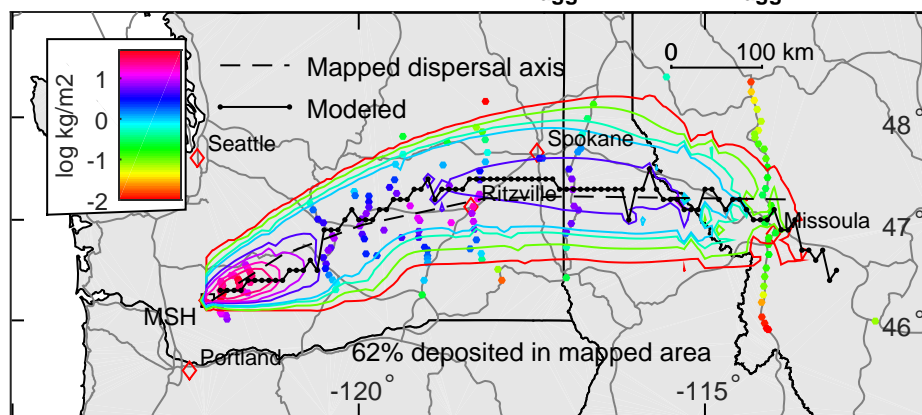 0 100 km
Mapped dispersal axis
Modeled
log kg/m2
1
0
-1
-2
Seattle
Spokane
48°
Ritzville
Missoula
47°
MSH
46°
Portland
62% deposited in mapped area
-120°
-115°